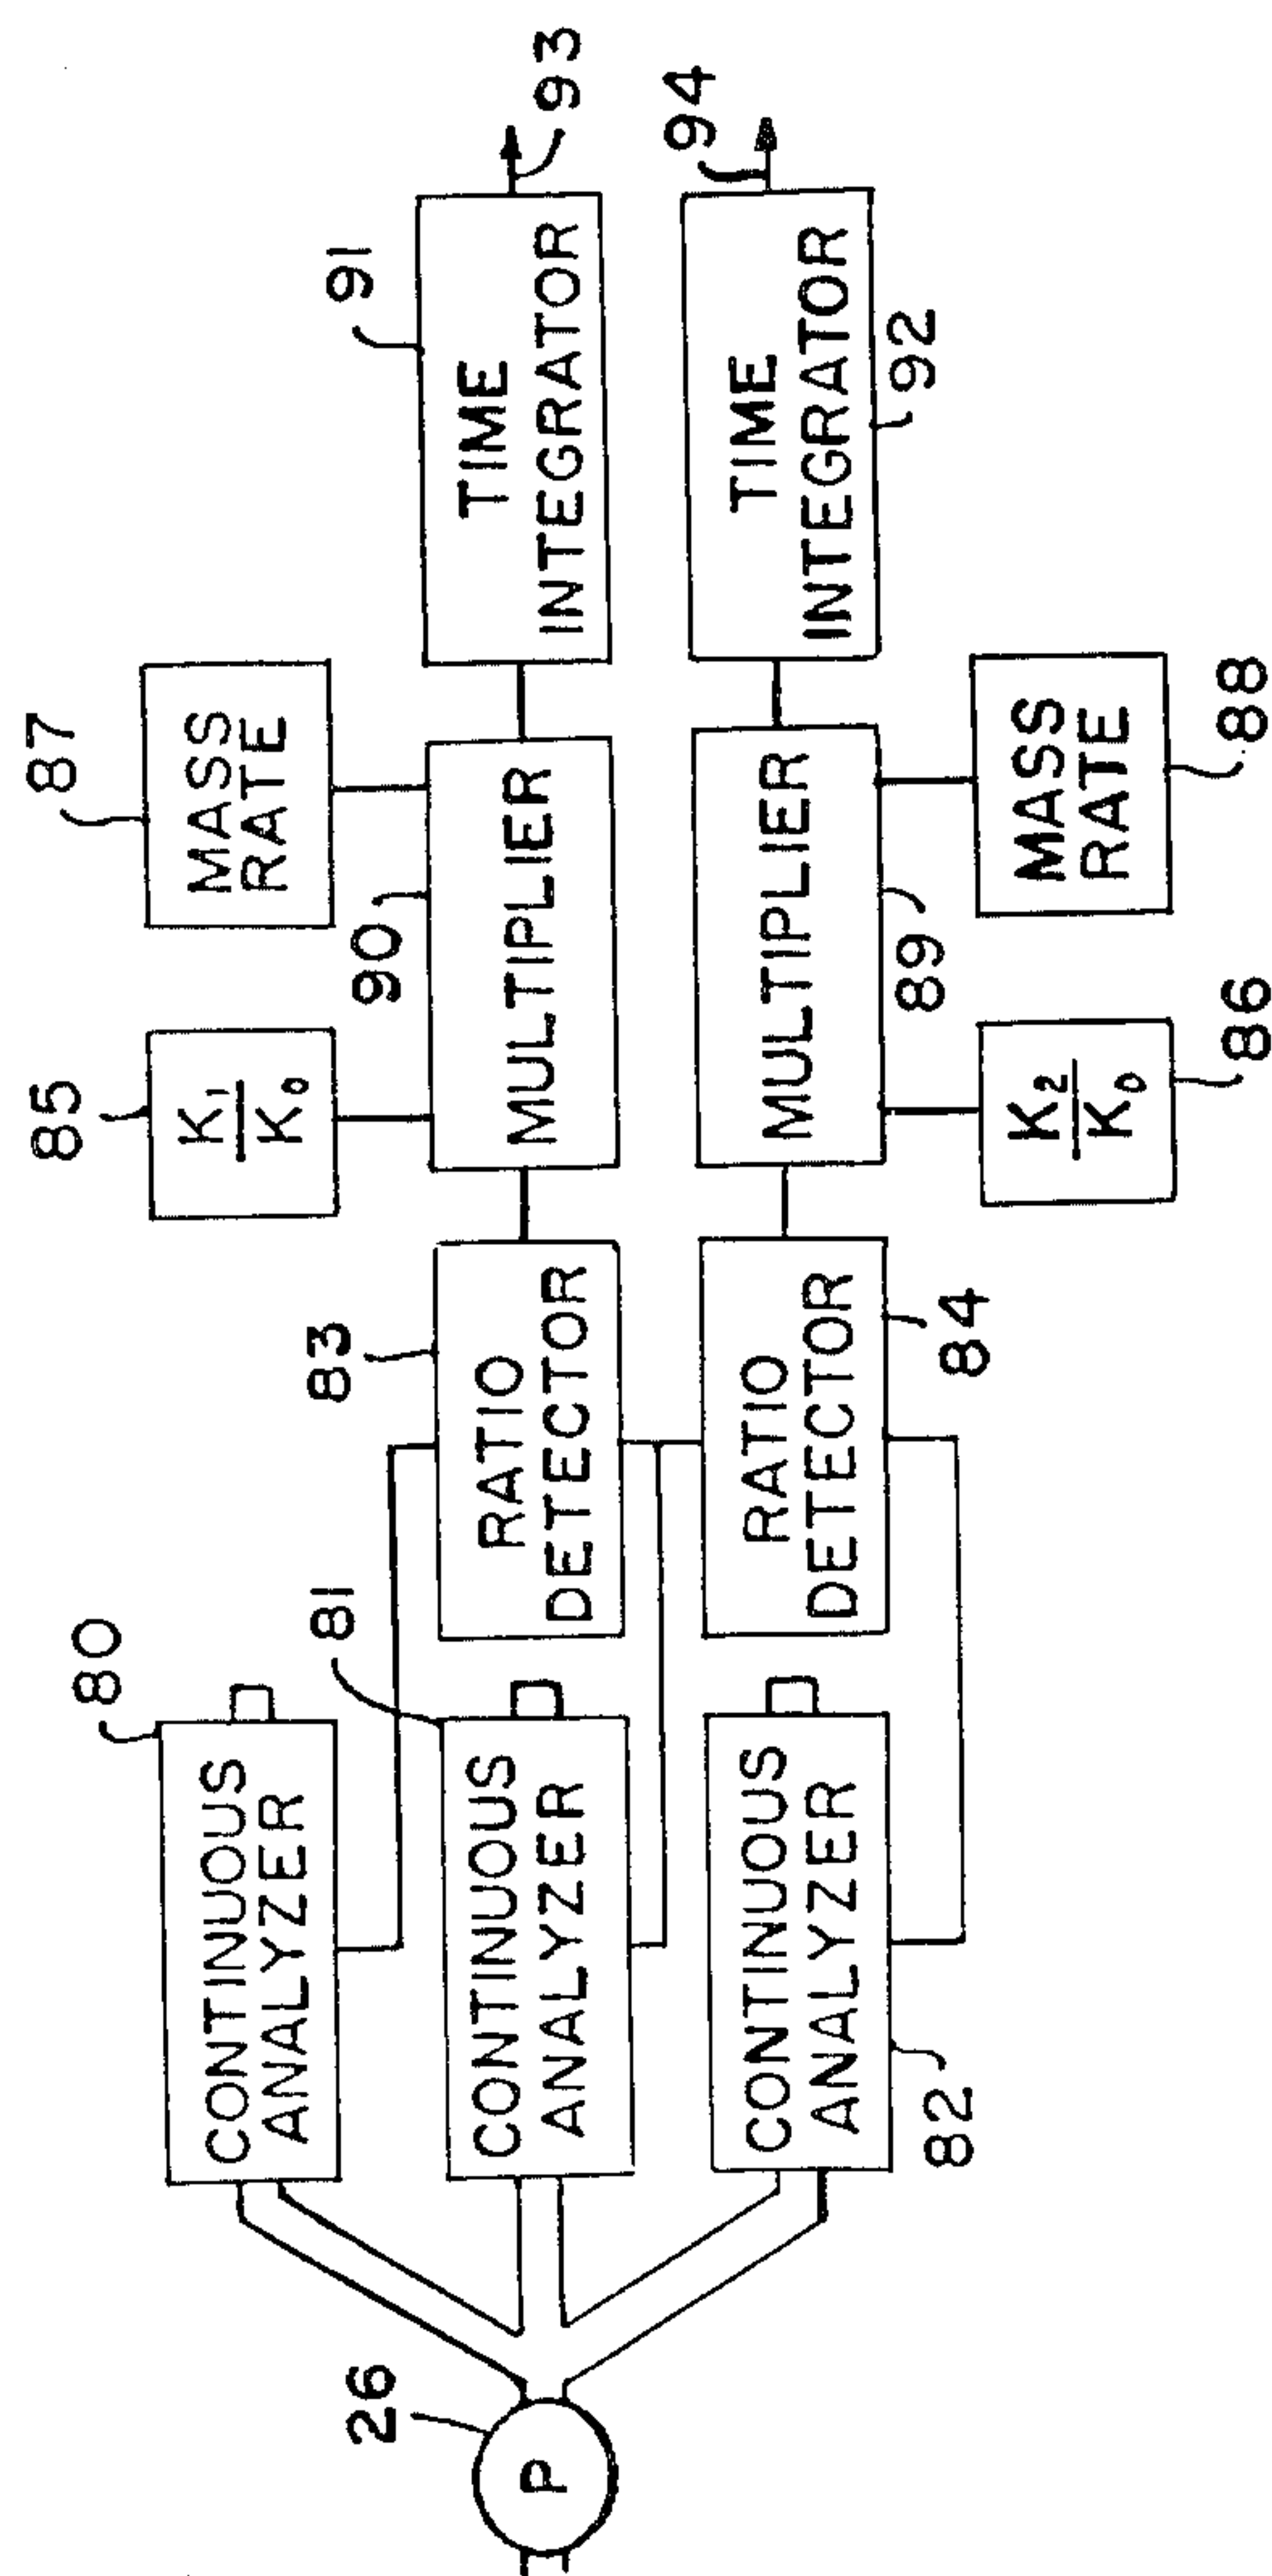 80
CONTINUOUS
ANALYZER
81
CONTINUOUS
ANALYZER
CONTINUOUS
ANALYZER
82
26
P
83
RATIO
DETECTOR
RATIO
DETECTOR
84
85
K1
K0
87
MASS
RATE
90
MULTIPLIER
MULTIPLIER
89
K2
K0
86
MASS
RATE
88
91
TIME
INTEGRATOR
93
TIME
INTEGRATOR
92
94